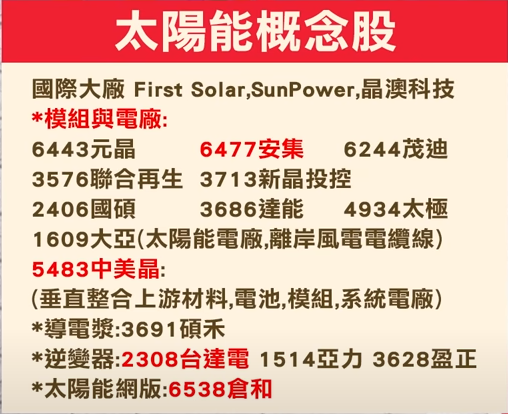 太陽能概念股
國際大廠 First Solar,SunPower,晶澳科技
*模組與電廠:
6443元晶 6477安集 6244茂迪
3576聯合再生 3713新晶投控
2406國碩 3686達能 4934太極
1609大亞(太陽能電廠,離岸風電電纜線)
5483中美晶:
(垂直整合上游材料,電池,模組,系統電廠)
*導電漿:3691碩禾
*逆變器:2308台達電 1514亞力 3628盈正
*太陽能網版:6538倉和